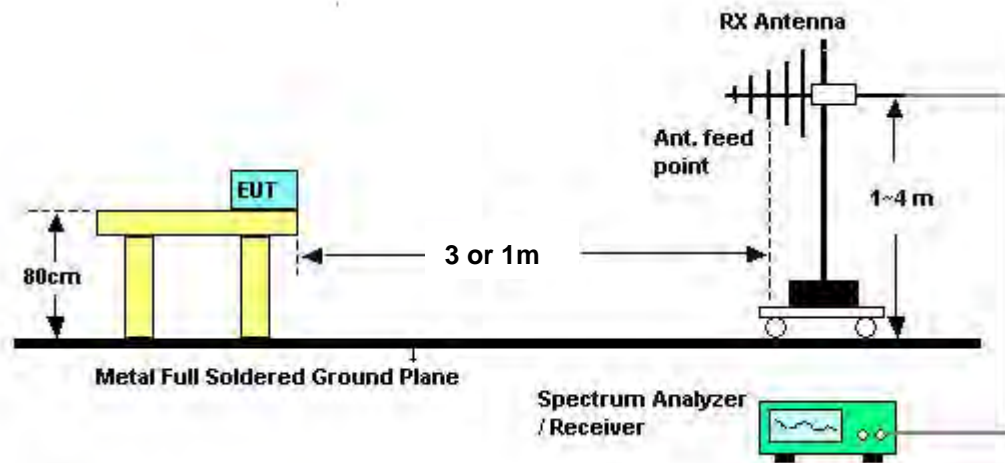 RX Antenna
Ant. feed
point
1~4 m
EUT
3 or 1m
80cm
Metal Full Soldered Ground Plane
Spectrum Analyzer
/ Receiver